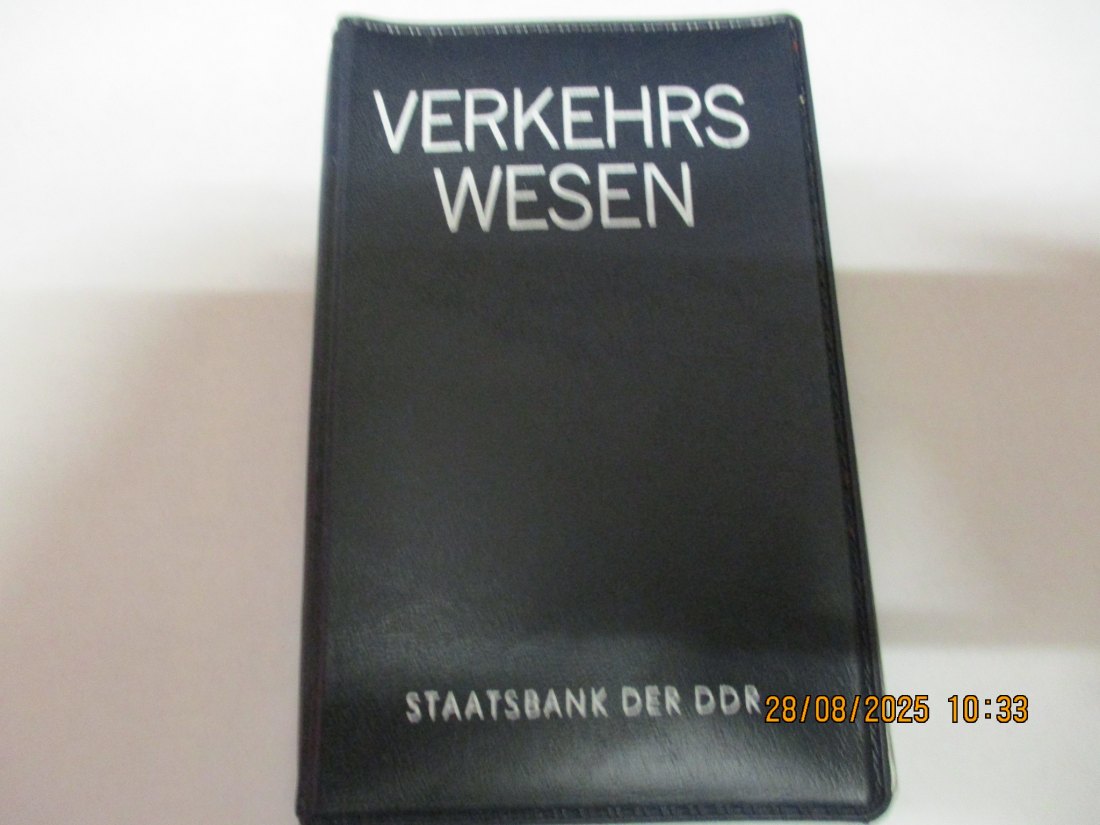 VERKEHRS
WESEN
STAATSBANK DER DDR
28/08/2025 10:33